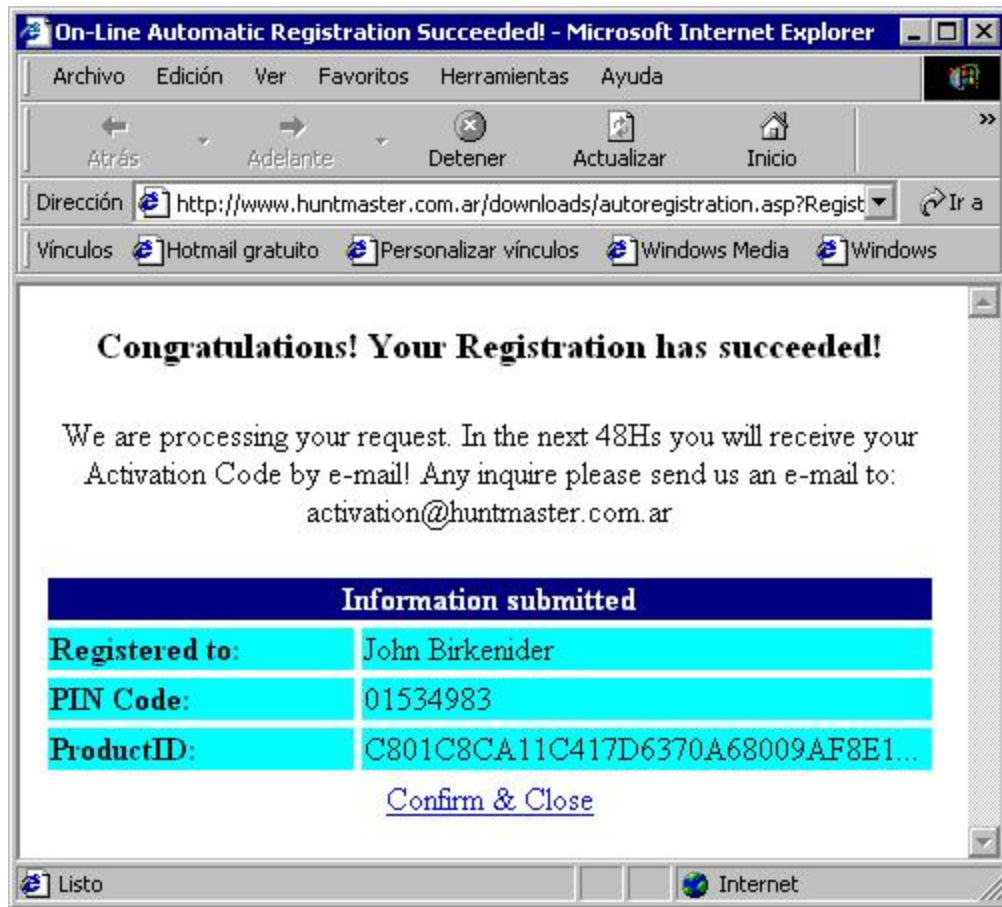 On-Line Automatic Registration Succeeded! - Microsoft Internet Explorer
Archivo Edición Ver Favoritos Herramientas Ayuda
Atrás Adelante Detener Actualizar Inicio »
Dirección http://www.huntmaster.com.ar/downloads/autoregistration.asp?Regist Ir a
Vínculos Hotmail gratuito Personalizar vínculos Windows Media Windows
Congratulations! Your Registration has succeeded!
We are processing your request. In the next 48Hs you will receive your
Activation Code by e-mail! Any inquire please send us an e-mail to:
activation@huntmaster.com.ar
Information submitted
Registered to: John Birkenider
PIN Code: 01534983
ProductID: C801C8CA11C417D6370A68009AF8E1...
Confirm & Close
Listo Internet